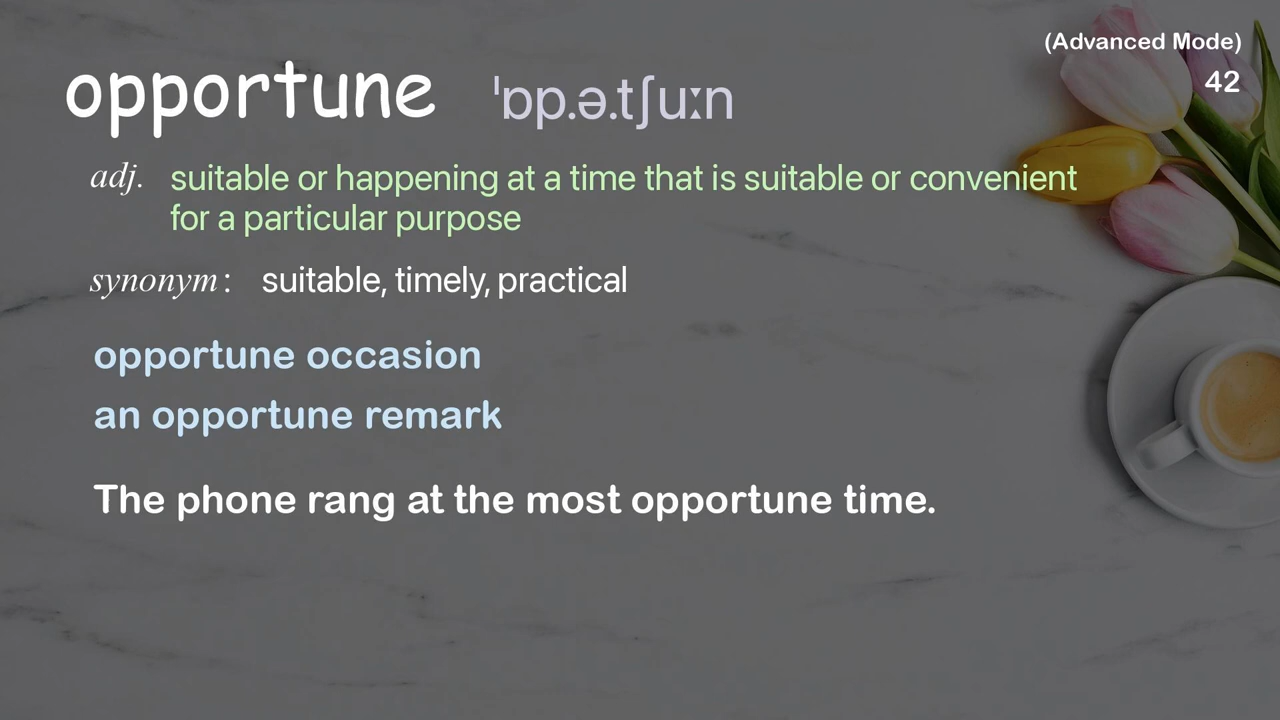 (Advanced Mode)
opportune ˈɒp.ə.tʃuːn
42
adj. suitable or happening at a time that is suitable or convenient
for a particular purpose
synonym: suitable, timely, practical
opportune occasion
an opportune remark
The phone rang at the most opportune time.